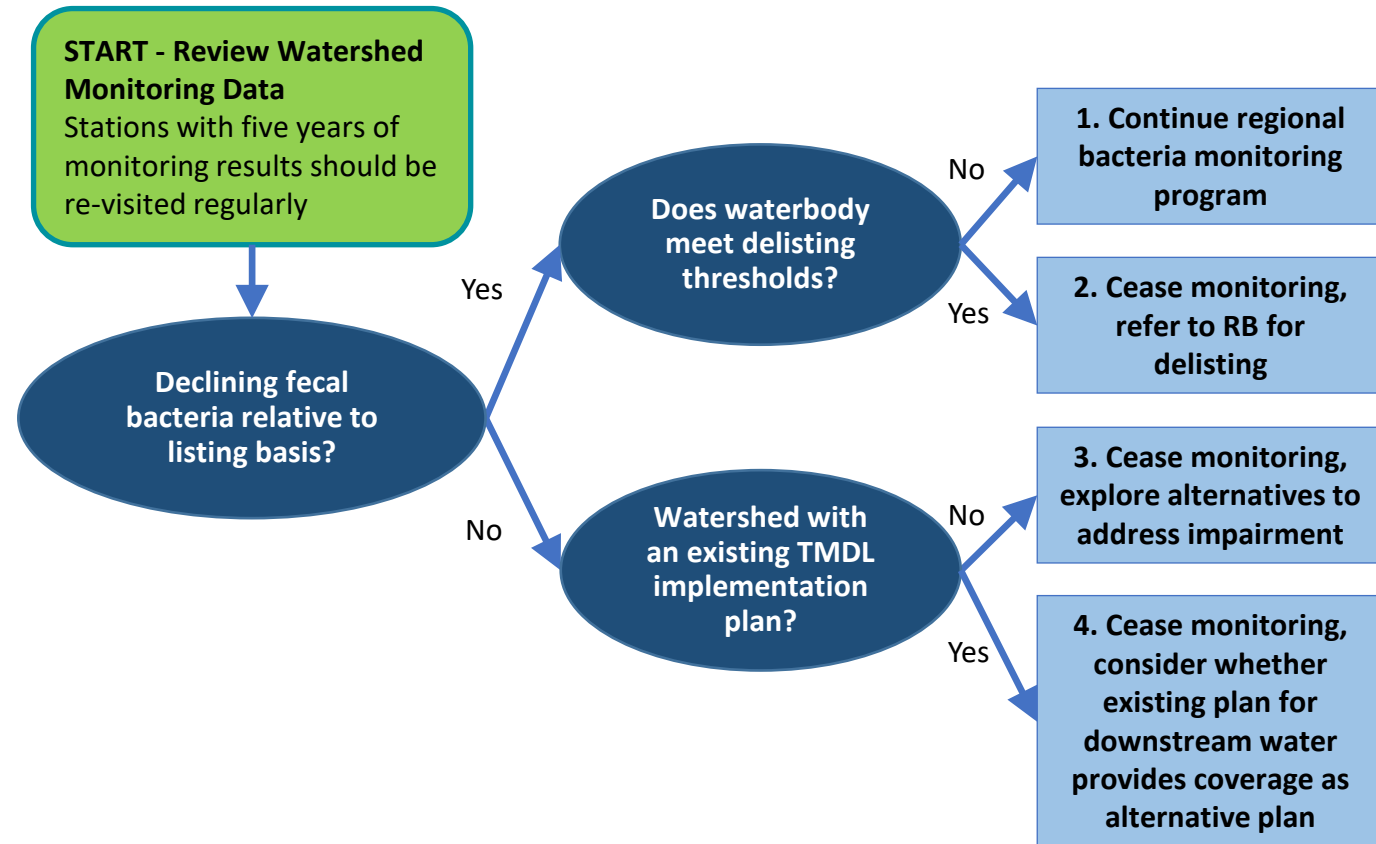 START - Review Watershed
Monitoring Data
Stations with five years of
monitoring results should be
re-visited regularly
Declining fecal
bacteria relative to
listing basis?
Yes
No
Does waterbody
meet delisting
thresholds?
No
Yes
Watershed with
an existing TMDL
implementation
plan?
No
Yes
1. Continue regional
bacteria monitoring
program
2. Cease monitoring,
refer to RB for
delisting
3. Cease monitoring,
explore alternatives to
address impairment
4. Cease monitoring,
consider whether
existing plan for
downstream water
provides coverage as
alternative plan